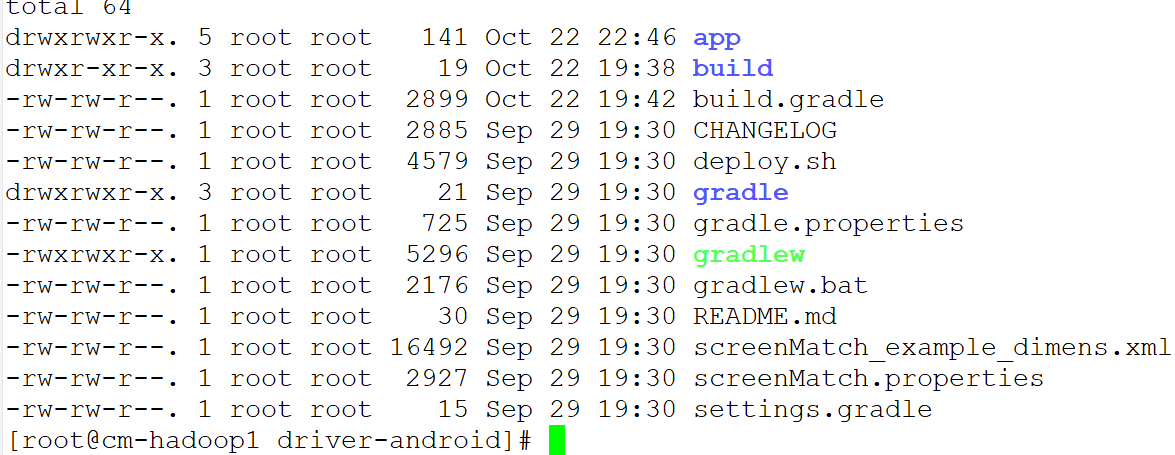 total 64
drwxrwxr-x. 5 root root   141 Oct 22 22:46 app
drwxr-xr-x. 3 root root    19 Oct 22 19:38 build
-rw-rw-r--. 1 root root  2899 Oct 22 19:42 build.gradle
-rw-rw-r--. 1 root root  2885 Sep 29 19:30 CHANGELOG
-rw-rw-r--. 1 root root  4579 Sep 29 19:30 deploy.sh
drwxrwxr-x. 3 root root    21 Sep 29 19:30 gradle
-rw-rw-r--. 1 root root   725 Sep 29 19:30 gradle.properties
-rwxrwxr-x. 1 root root  5296 Sep 29 19:30 gradlew
-rw-rw-r--. 1 root root  2176 Sep 29 19:30 gradlew.bat
-rw-rw-r--. 1 root root    30 Sep 29 19:30 README.md
-rw-rw-r--. 1 root root 16492 Sep 29 19:30 screenMatch_example_dimens.xml
-rw-rw-r--. 1 root root  2927 Sep 29 19:30 screenMatch.properties
-rw-rw-r--. 1 root root    15 Sep 29 19:30 settings.gradle
[root@cm-hadoop1 driver-android]#